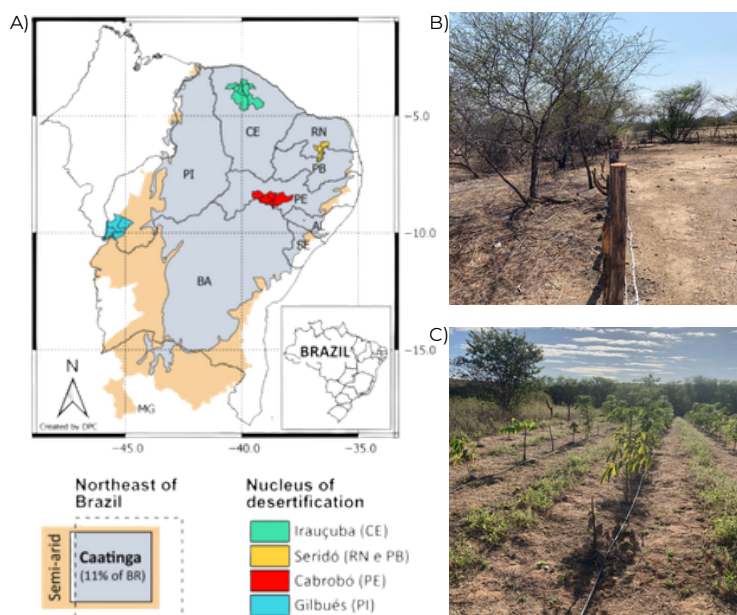 A)
B)
−5.0
CE
RN
PB
PI
PE
AL
SE
−10.0
BA
BRAZIL
−15.0
N
MG
Created by DPC
−45.0
−40.0
−35.0
Northeast of
Brazil
Semi-arid
Caatinga
(11% of BR)
Nucleus of
desertification
Irauçuba (CE)
Seridó (RN e PB)
Cabrobó (PE)
Gilbués (PI)
C)